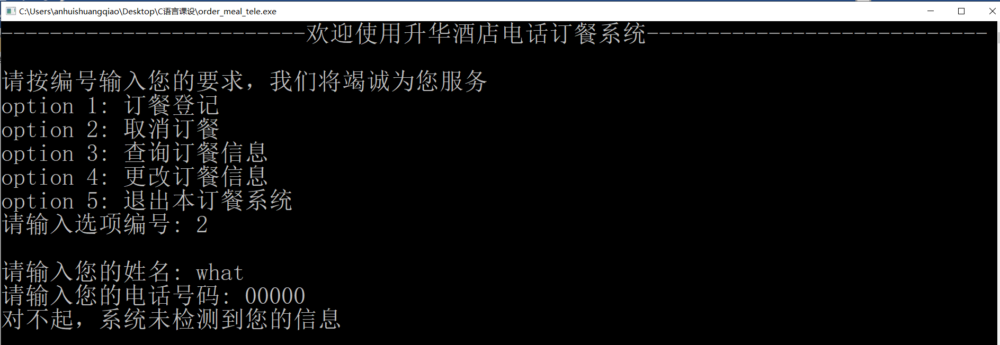 C:\Users\anhuishuangqiao\Desktop\C语言课设\order_meal_tele.exe
-------------------------欢迎使用升华酒店电话订餐系统----------------------------
请按编号输入您的要求，我们将竭诚为您服务
option 1: 订餐登记
option 2: 取消订餐
option 3: 查询订餐信息
option 4: 更改订餐信息
option 5: 退出本订餐系统
请输入选项编号: 2
请输入您的姓名: what
请输入您的电话号码: 00000
对不起，系统未检测到您的信息